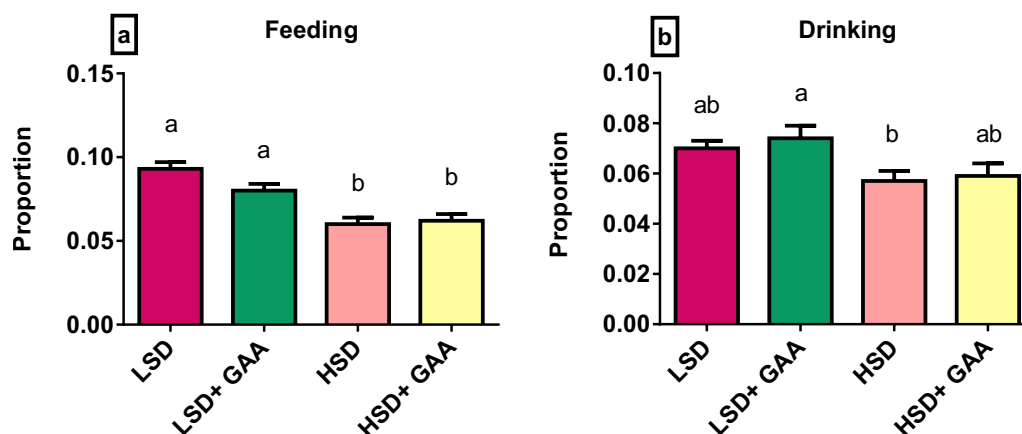 a
Feeding
Proportion
0.15
0.10
0.05
0.00
a
a
b
b
LSD
LSD+ GAA
HSD
HSD+ GAA
b
Drinking
Proportion
0.10
0.08
0.06
0.04
0.02
0.00
ab
a
b
ab
LSD
LSD+ GAA
HSD
HSD+ GAA